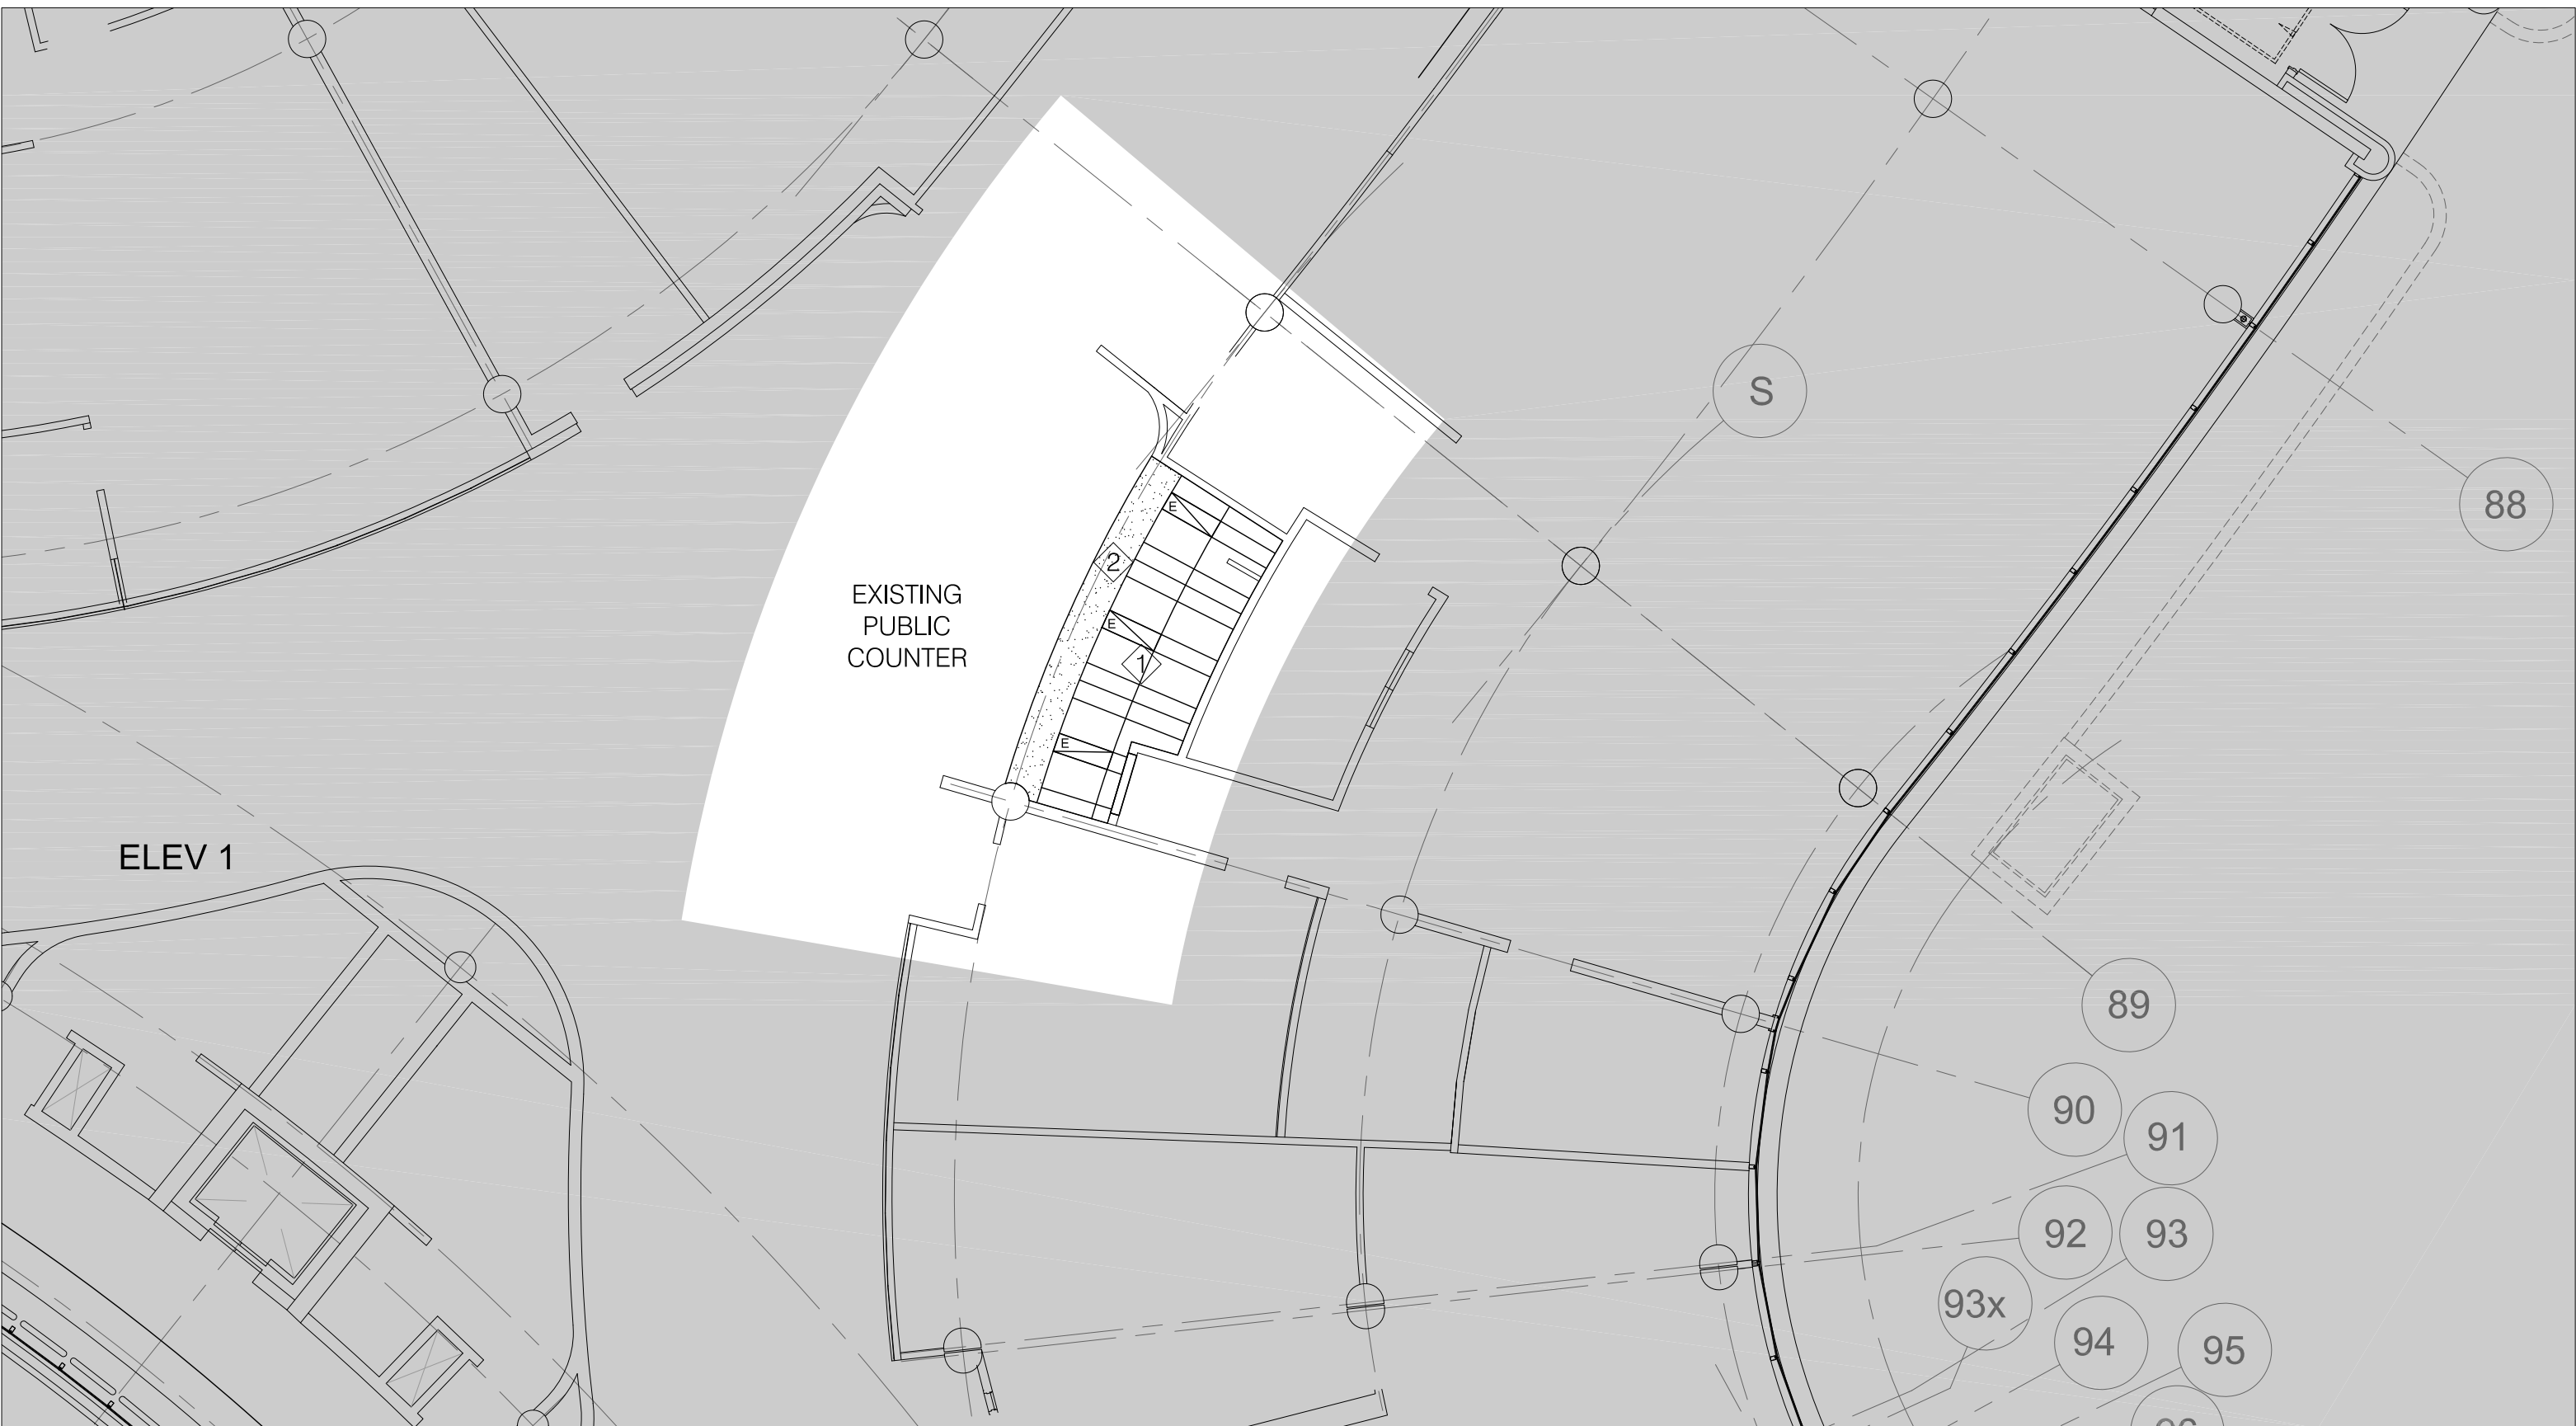 S
88
E
2
EXISTING
PUBLIC
COUNTER
E
1
E
ELEV 1
89
90
91
92
93
93x
94
95